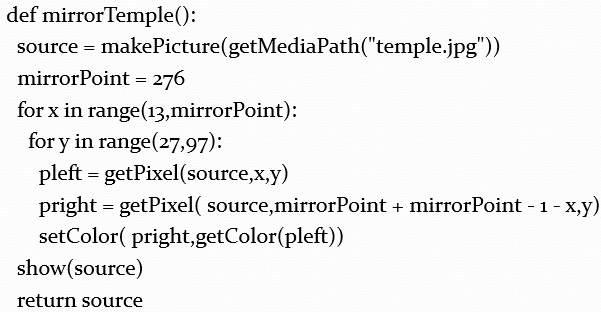 def mirrorTemple():
  source = makePicture(getMediaPath("temple.jpg"))
  mirrorPoint = 276
  for x in range(13,mirrorPoint):
    for y in range(27,97):
      pleft = getPixel(source,x,y)
      pright = getPixel( source,mirrorPoint + mirrorPoint - 1 - x,y)
      setColor( pright,getColor(pleft))
  show(source)
  return source